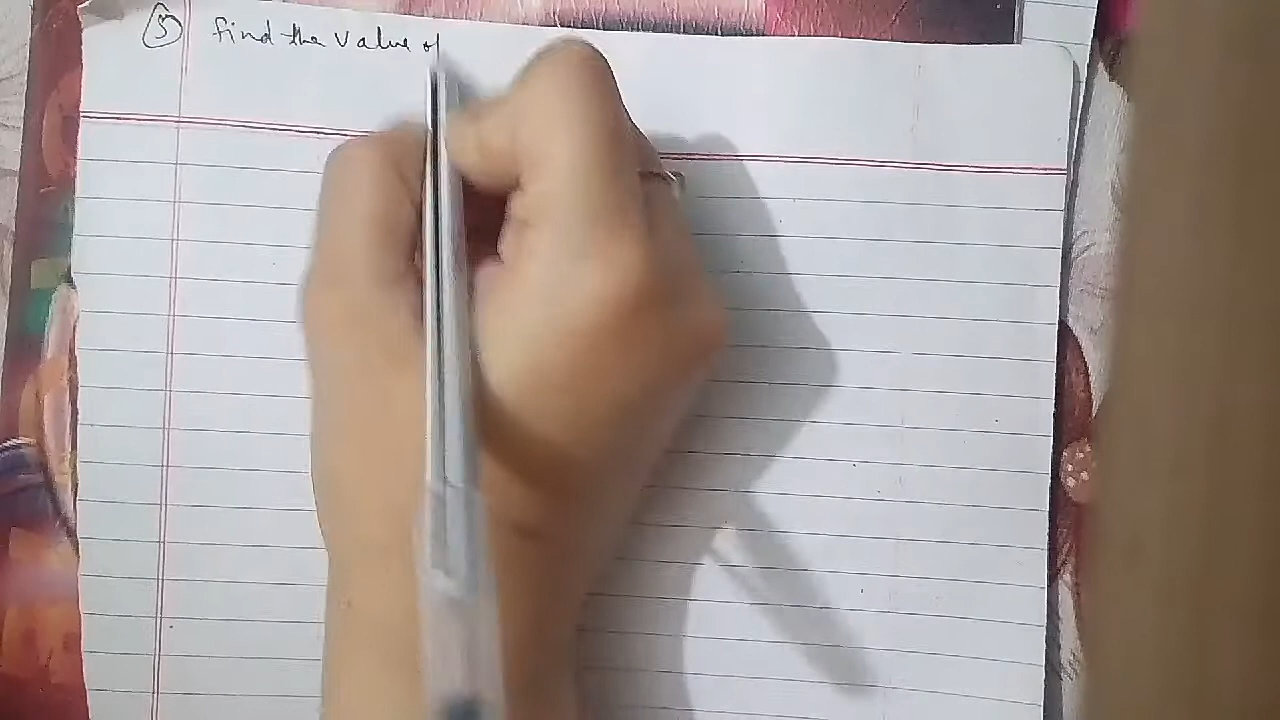 ⑤ find the value of